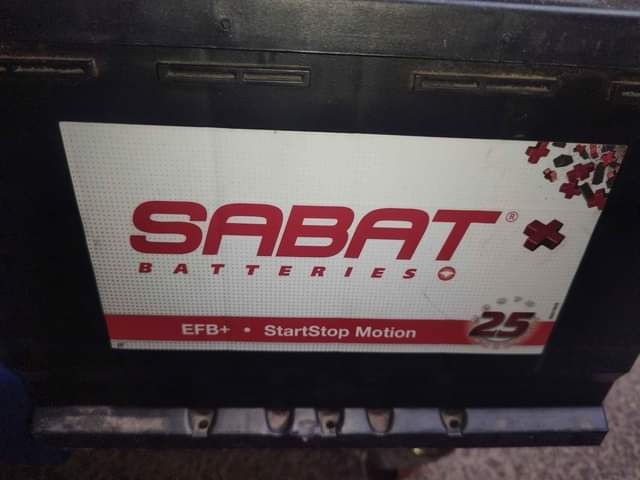 SABAT®
BATTERIES
EFB+ • StartStop Motion
25